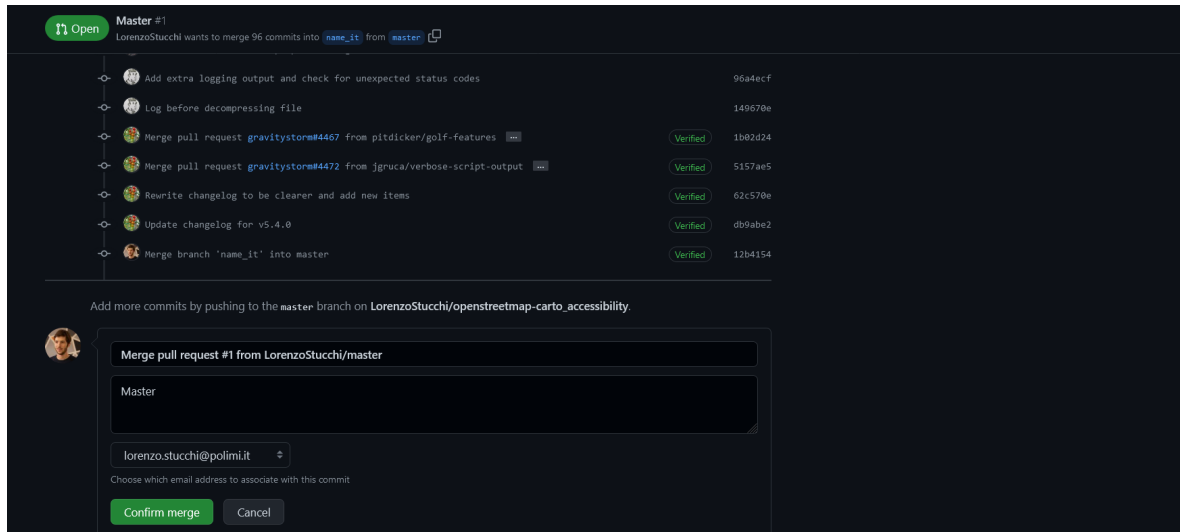 Open
Master #1
LorenzoStucchi wants to merge 96 commits into name_it from master
Add extra logging output and check for unexpected status codes 96a4ecf
Log before decompressing file 149670e
Merge pull request gravitystorm#4467 from pitdicker/golf-features … Verified 1b02d24
Merge pull request gravitystorm#4472 from jgruca/verbose-script-output … Verified 5157ae5
Rewrite changelog to be clearer and add new items Verified 62c570e
Update changelog for v5.4.0 Verified db9abe2
Merge branch 'name_it' into master Verified 12b4154
Add more commits by pushing to the master branch on LorenzoStucchi/openstreetmap-carto_accessibility.
Merge pull request #1 from LorenzoStucchi/master
Master
lorenzo.stucchi@polimi.it
Choose which email address to associate with this commit
Confirm merge Cancel